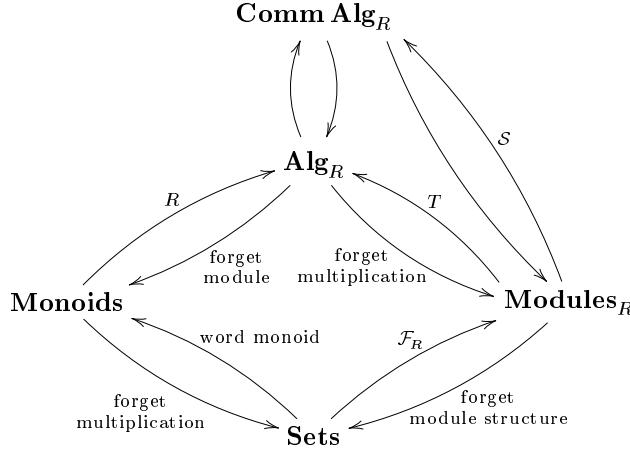 Comm Alg_R
𝒮
Alg_R
R
T
forget
module
forget
multiplication
Monoids
Modules_R
word monoid
ℱ_R
forget
multiplication
forget
module structure
Sets